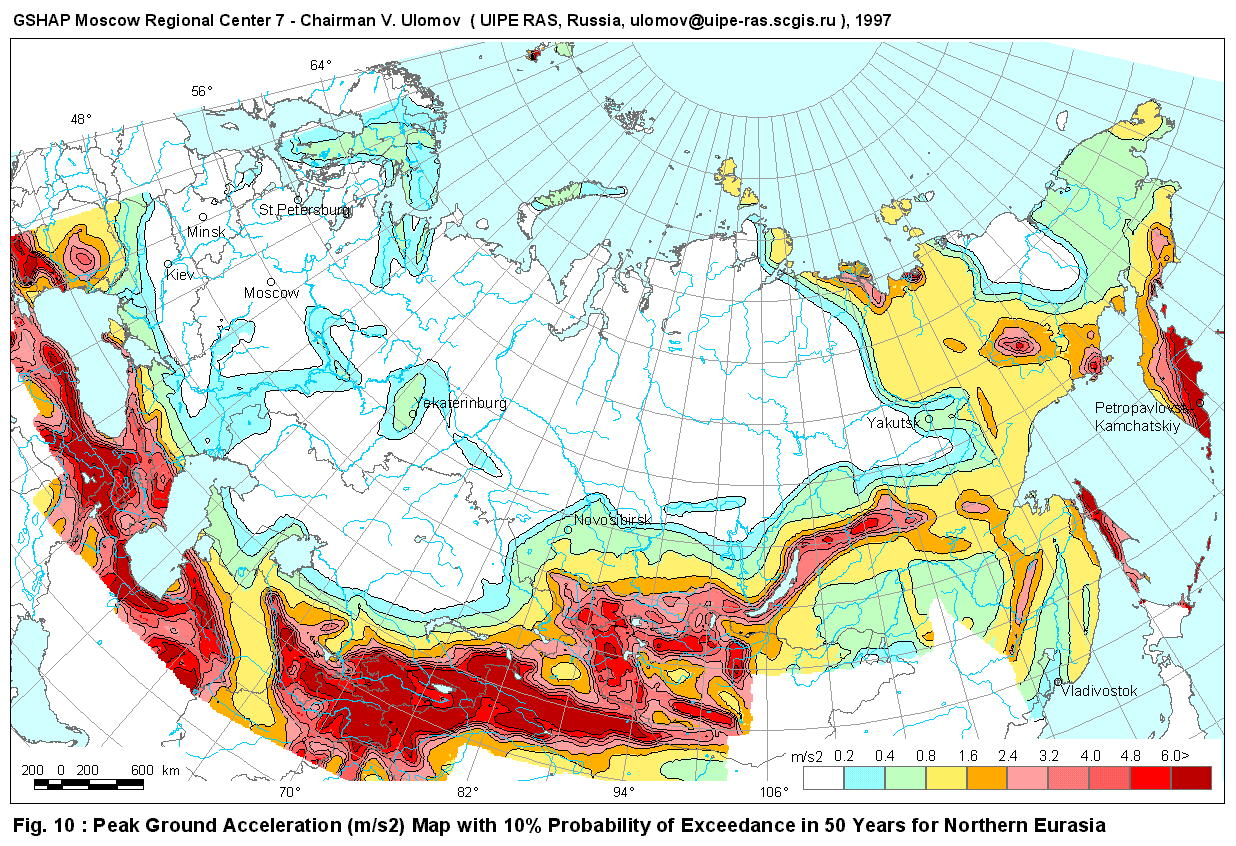 GSHAP Moscow Regional Center 7 - Chairman V. Ulomov ( UIPE RAS, Russia, ulomov@uipe-ras.scgis.ru ), 1997
64°
56°
48°
St.Petersburg
Minsk
Kiev
Moscow
Yekaterinburg
Petropavlovsk
Kamchatskiy
Yakutsk
Novosibirsk
Vladivostok
m/s2 0.2 0.4 0.8 1.6 2.4 3.2 4.0 4.8 6.0>
200 0 200 600 km
70° 82° 94° 106°
Fig. 10 : Peak Ground Acceleration (m/s2) Map with 10% Probability of Exceedance in 50 Years for Northern Eurasia